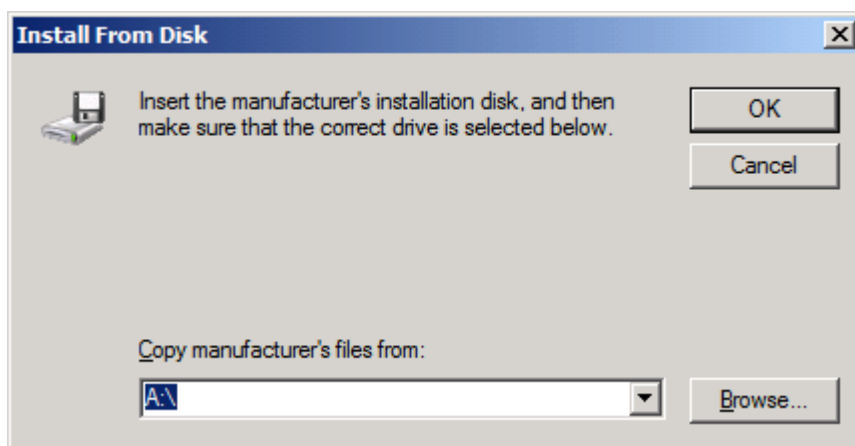 Install From Disk
Insert the manufacturer's installation disk, and then
make sure that the correct drive is selected below.
OK
Cancel
Copy manufacturer's files from:
A:\
Browse...